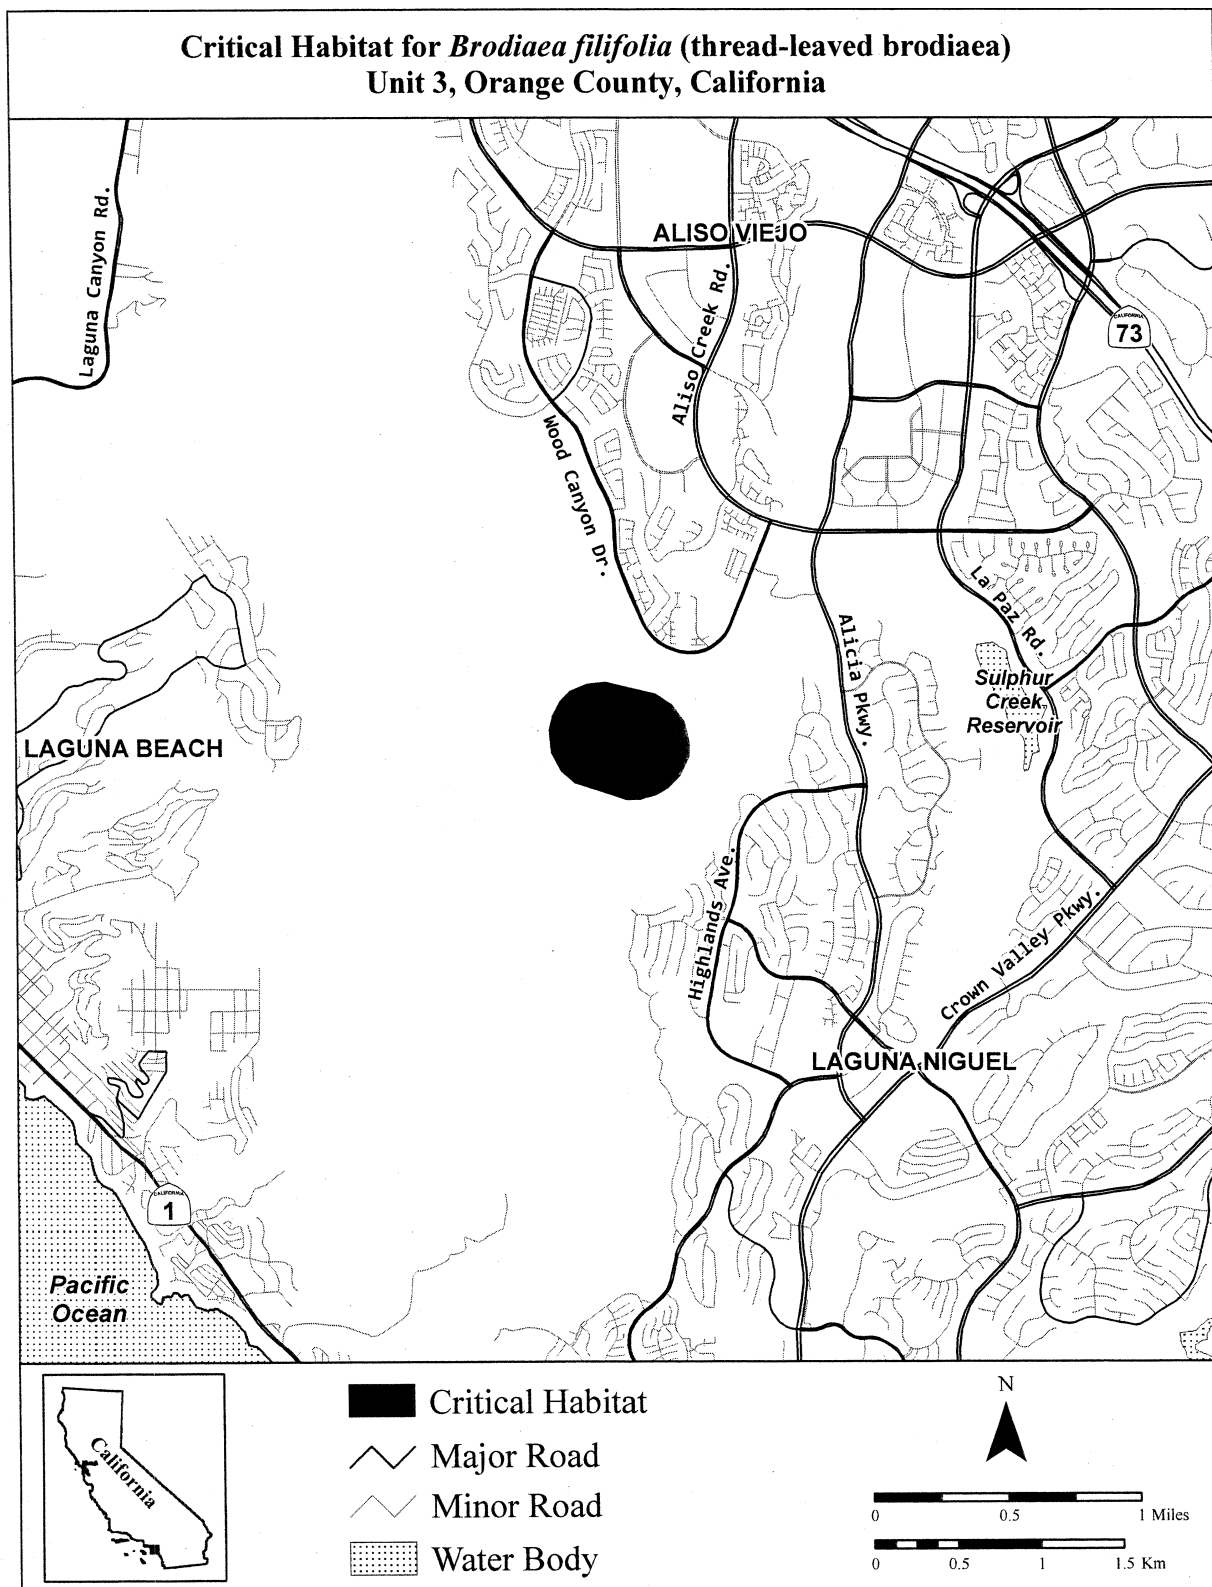 Critical Habitat for Brodiaea filifolia (thread-leaved brodiaea)
Unit 3, Orange County, California
Laguna Canyon Rd.
ALISO VIEJO
Aliso Creek Rd.
CALIFORNIA
73
Wood Canyon Dr.
La Paz Rd.
Alicia Pkwy.
Sulphur
Creek
Reservoir
LAGUNA BEACH
Highlands Ave.
Crown Valley Pkwy.
LAGUNA NIGUEL
CALIFORNIA
1
Pacific
Ocean
California
Critical Habitat
Major Road
Minor Road
Water Body
N
0 0.5 1 Miles
0 0.5 1 1.5 Km